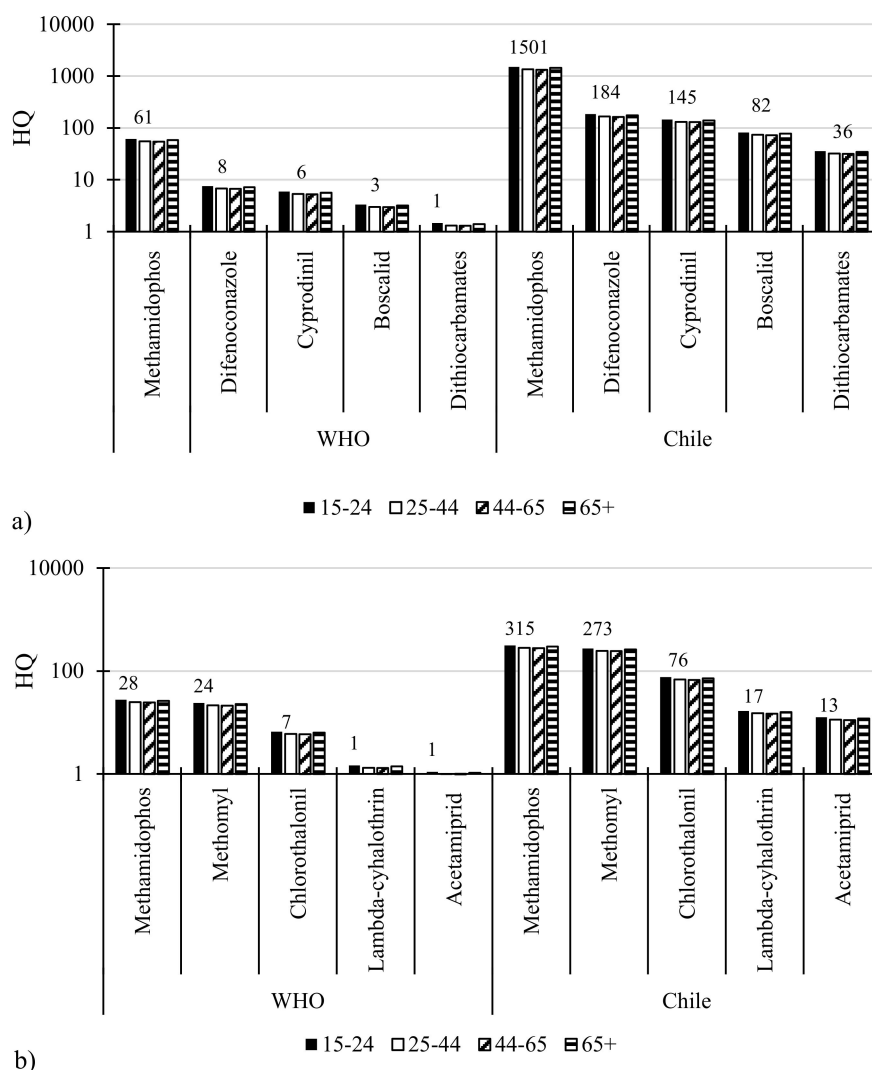 10000
1000
100
10
1
HQ
61
8
6
3
1
1501
184
145
82
36
Methamidophos
Difenoconazole
Cyprodinil
Boscalid
Dithiocarbamates
Methamidophos
Difenoconazole
Cyprodinil
Boscalid
Dithiocarbamates
WHO
Chile
15-24 25-44 44-65 65+
a)
10000
100
1
HQ
28
24
7
1
1
315
273
76
17
13
Methamidophos
Methomyl
Chlorothalonil
Lambda-cyhalothrin
Acetamiprid
Methamidophos
Methomyl
Chlorothalonil
Lambda-cyhalothrin
Acetamiprid
WHO
Chile
15-24 25-44 44-65 65+
b)